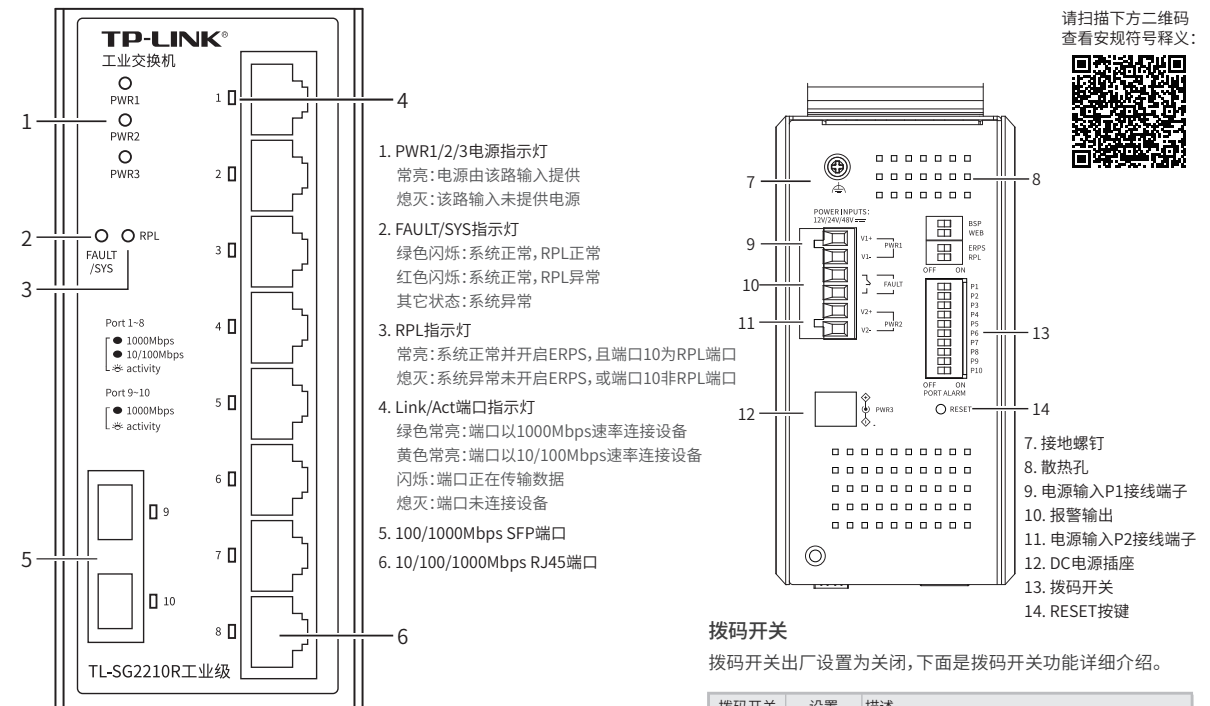 TP-LINK®
工业交换机
PWR1
PWR2
PWR3
1
2
3
FAULT
/SYS
RPL
Port 1~8
1000Mbps
10/100Mbps
activity
Port 9~10
1000Mbps
activity
5
1
2
3
4
5
6
7
8
9
10
4
6
TL-SG2210R工业级
1. PWR1/2/3电源指示灯
常亮:电源由该路输入提供
熄灭:该路输入未提供电源
2. FAULT/SYS指示灯
绿色闪烁:系统正常,RPL正常
红色闪烁:系统正常,RPL异常
其它状态:系统异常
3. RPL指示灯
常亮:系统正常并开启ERPS,且端口10为RPL端口
熄灭:系统异常未开启ERPS,或端口10非RPL端口
4. Link/Act端口指示灯
绿色常亮:端口以1000Mbps速率连接设备
黄色常亮:端口以10/100Mbps速率连接设备
闪烁:端口正在传输数据
熄灭:端口未连接设备
5. 100/1000Mbps SFP端口
6. 10/100/1000Mbps RJ45端口
请扫描下方二维码
查看安规符号释义:
7
8
POWER INPUTS:
12V/24V/48V
9
10
11
12
V1+
V1-
PWR1
FAULT
V2+
V2-
PWR2
PWR3
BSP
WEB
ERPS
RPL
OFF ON
P1
P2
P3
P4
P5
P6
P7
P8
P9
P10
OFF ON
PORT ALARM
RESET
13
14
7. 接地螺钉
8. 散热孔
9. 电源输入P1接线端子
10. 报警输出
11. 电源输入P2接线端子
12. DC电源插座
13. 拨码开关
14. RESET按键
拨码开关
拨码开关出厂设置为关闭,下面是拨码开关功能详细介绍。
拨码开关 设置 描述